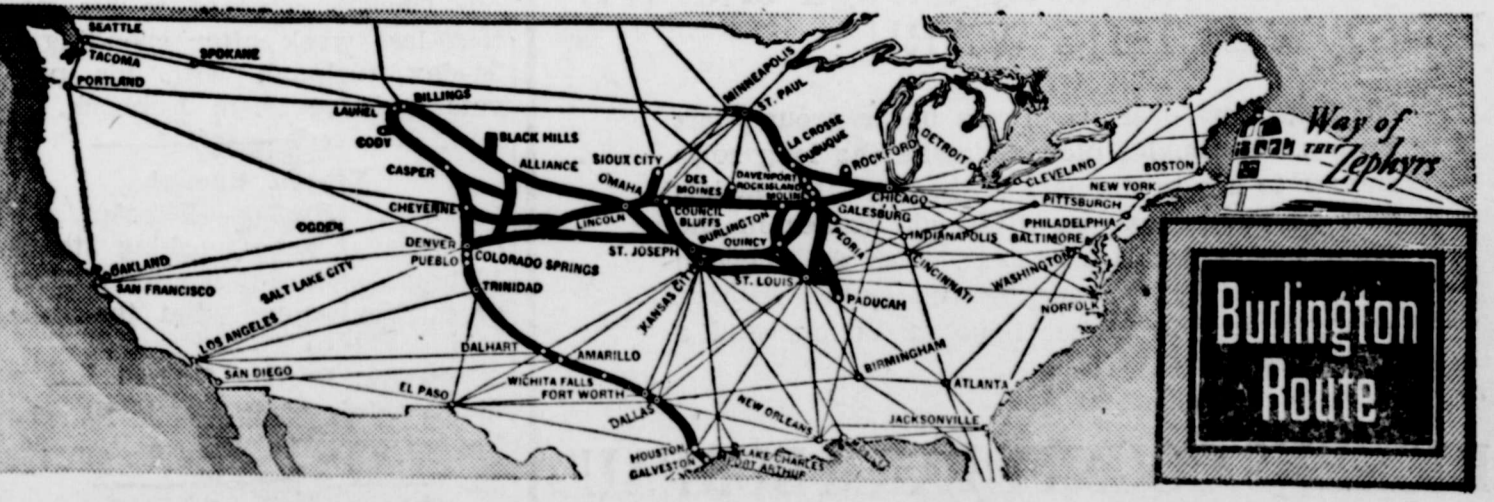 SEATTLE
TACOMA
SPOKANE
PORTLAND
LAUREL
BILLINGS
CODY
BLACK HILLS
CASPER
ALLIANCE
CHEYENNE
OGDEN
DENVER
PUEBLO
COLORADO SPRINGS
TRINIDAD
OAKLAND
SAN FRANCISCO
SALT LAKE CITY
LOS ANGELES
SAN DIEGO
EL PASO
DALHART
AMARILLO
WICHITA FALLS
FORT WORTH
DALLAS
HOUSTON
GALVESTON
LAKE CHARLES
PORT ARTHUR
NEW ORLEANS
MINNEAPOLIS
ST. PAUL
LA CROSSE
DUBUQUE
ROCKFORD
SIOUX CITY
OMAHA
LINCOLN
DES
MOINES
DAVENPORT
ROCK ISLAND
MOLINE
COUNCIL
BLUFFS
BURLINGTON
QUINCY
ST. JOSEPH
KANSAS CITY
ST. LOUIS
CHICAGO
GALESBURG
PEORIA
PADUCAH
DETROIT
CLEVELAND
BOSTON
NEW YORK
PITTSBURGH
PHILADELPHIA
INDIANAPOLIS
BALTIMORE
CINCINNATI
WASHINGTON
NORFOLK
BIRMINGHAM
ATLANTA
JACKSONVILLE
Way of
THE
Zephyrs
Burlington
Route